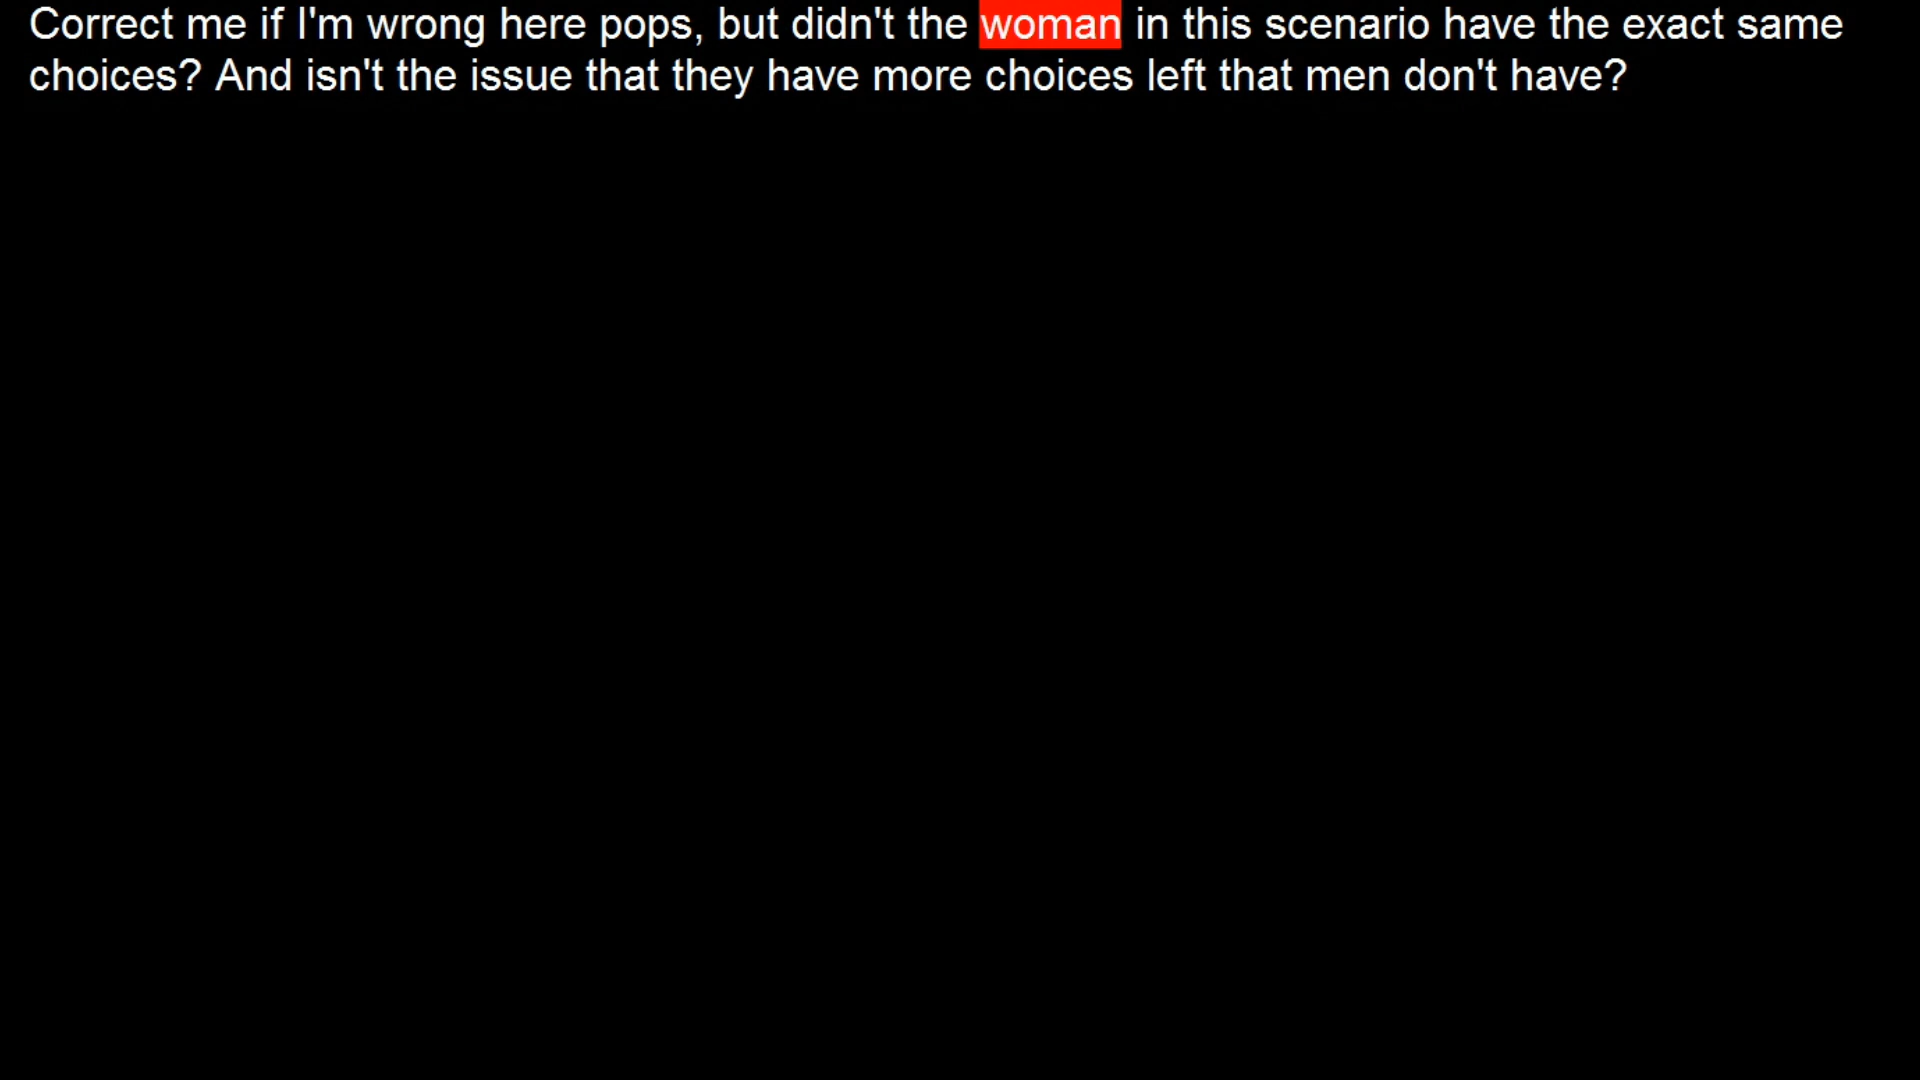 Correct me if I'm wrong here pops, but didn't the woman in this scenario have the exact same
choices? And isn't the issue that they have more choices left that men don't have?